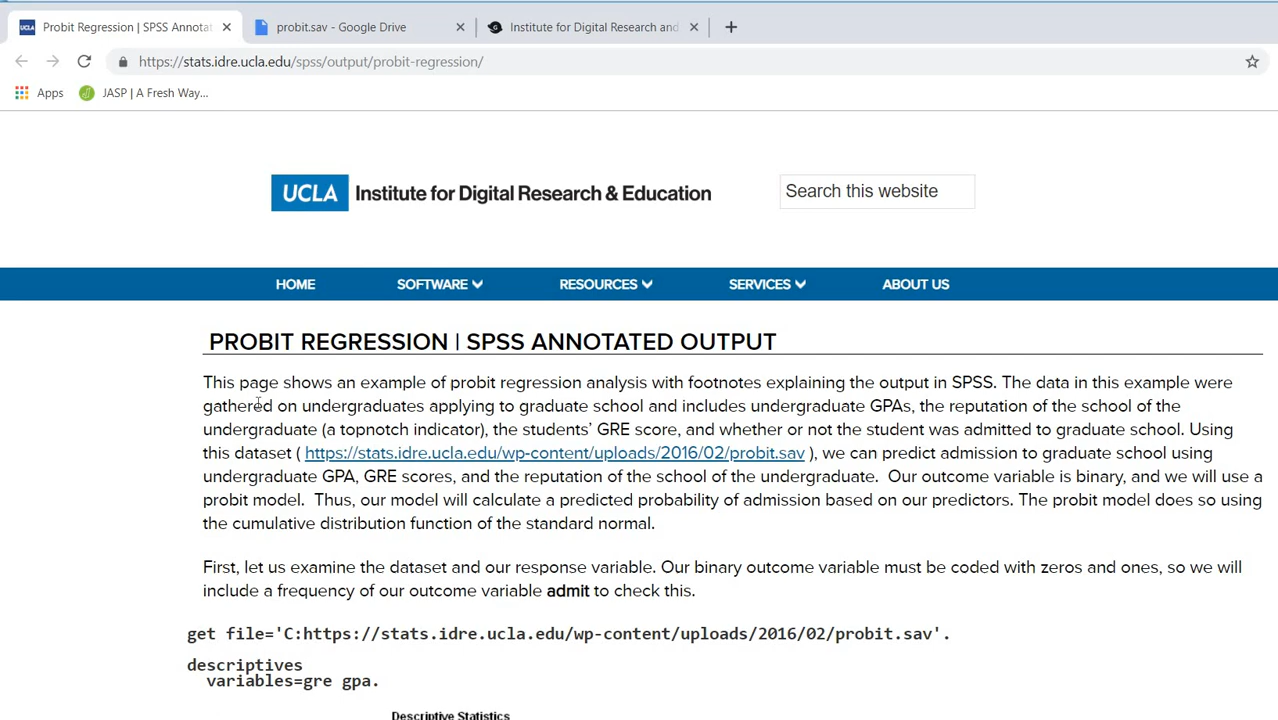 Probit Regression | SPSS Annotat
probit.sav - Google Drive
Institute for Digital Research and
https://stats.idre.ucla.edu/spss/output/probit-regression/
Apps
JASP | A Fresh Way...
UCLA Institute for Digital Research & Education
Search this website
HOME
SOFTWARE
RESOURCES
SERVICES
ABOUT US
PROBIT REGRESSION | SPSS ANNOTATED OUTPUT
This page shows an example of probit regression analysis with footnotes explaining the output in SPSS. The data in this example were
gathered on undergraduates applying to graduate school and includes undergraduate GPAs, the reputation of the school of the
undergraduate (a topnotch indicator), the students’ GRE score, and whether or not the student was admitted to graduate school. Using
this dataset ( https://stats.idre.ucla.edu/wp-content/uploads/2016/02/probit.sav ), we can predict admission to graduate school using
undergraduate GPA, GRE scores, and the reputation of the school of the undergraduate. Our outcome variable is binary, and we will use a
probit model. Thus, our model will calculate a predicted probability of admission based on our predictors. The probit model does so using
the cumulative distribution function of the standard normal.
First, let us examine the dataset and our response variable. Our binary outcome variable must be coded with zeros and ones, so we will
include a frequency of our outcome variable admit to check this.
get file='C:https://stats.idre.ucla.edu/wp-content/uploads/2016/02/probit.sav'.
descriptives
variables=gre gpa.
Descriptive Statistics